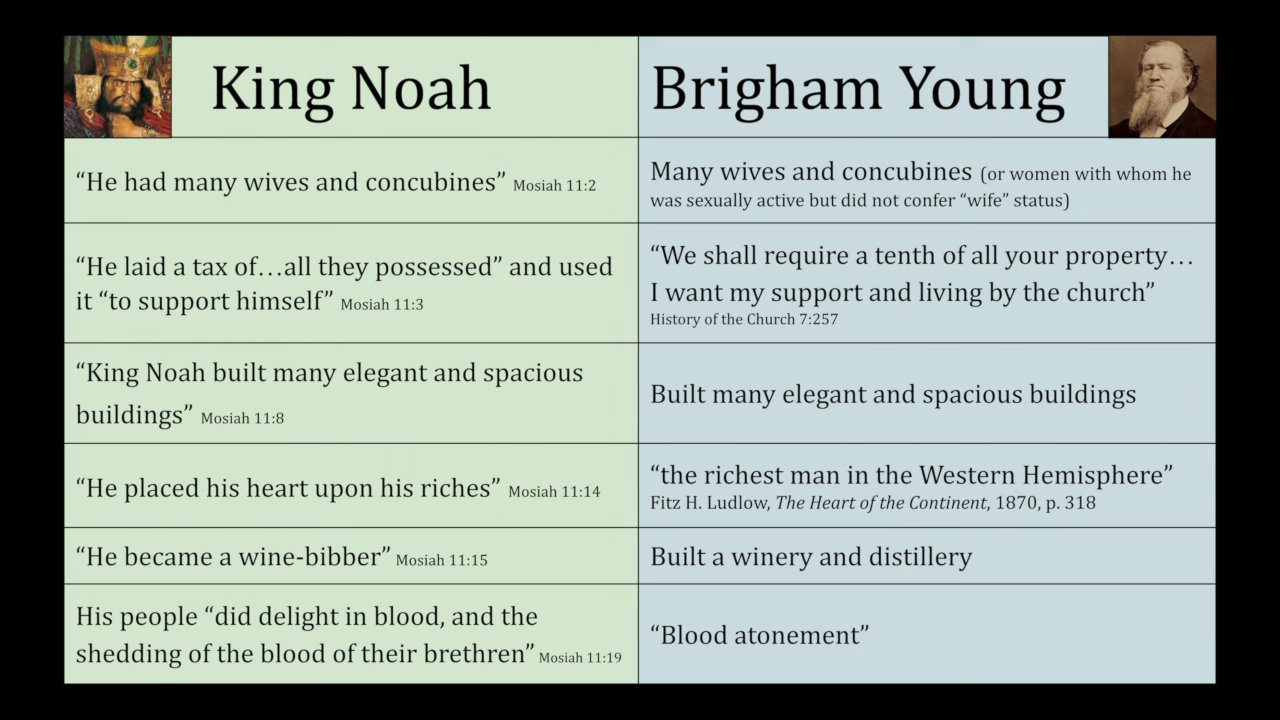 King Noah
Brigham Young
“He had many wives and concubines” Mosiah 11:2
Many wives and concubines (or women with whom he
was sexually active but did not confer “wife” status)
“He laid a tax of…all they possessed” and used
it “to support himself” Mosiah 11:3
“We shall require a tenth of all your property…
I want my support and living by the church”
History of the Church 7:257
“King Noah built many elegant and spacious
buildings” Mosiah 11:8
Built many elegant and spacious buildings
“He placed his heart upon his riches” Mosiah 11:14
“the richest man in the Western Hemisphere”
Fitz H. Ludlow, The Heart of the Continent, 1870, p. 318
“He became a wine-bibber” Mosiah 11:15
Built a winery and distillery
His people “did delight in blood, and the
shedding of the blood of their brethren” Mosiah 11:19
“Blood atonement”